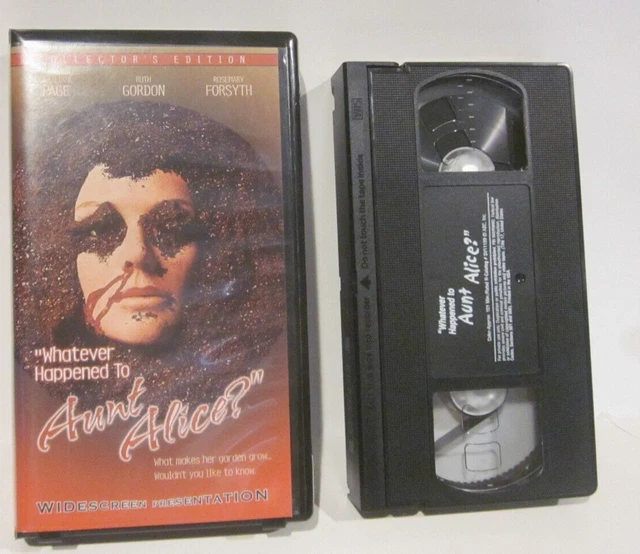 COLLECTOR'S EDITION
PAGE
RUTH
GORDON
ROSEMARY
FORSYTH
"Whatever
Happened To
Aunt Alice?"
What makes her garden grow...
Wouldn't you like to know.
WIDESCREEN PRESENTATION
Do not touch the tape inside
"Whatever
Happened to
Aunt Alice?"